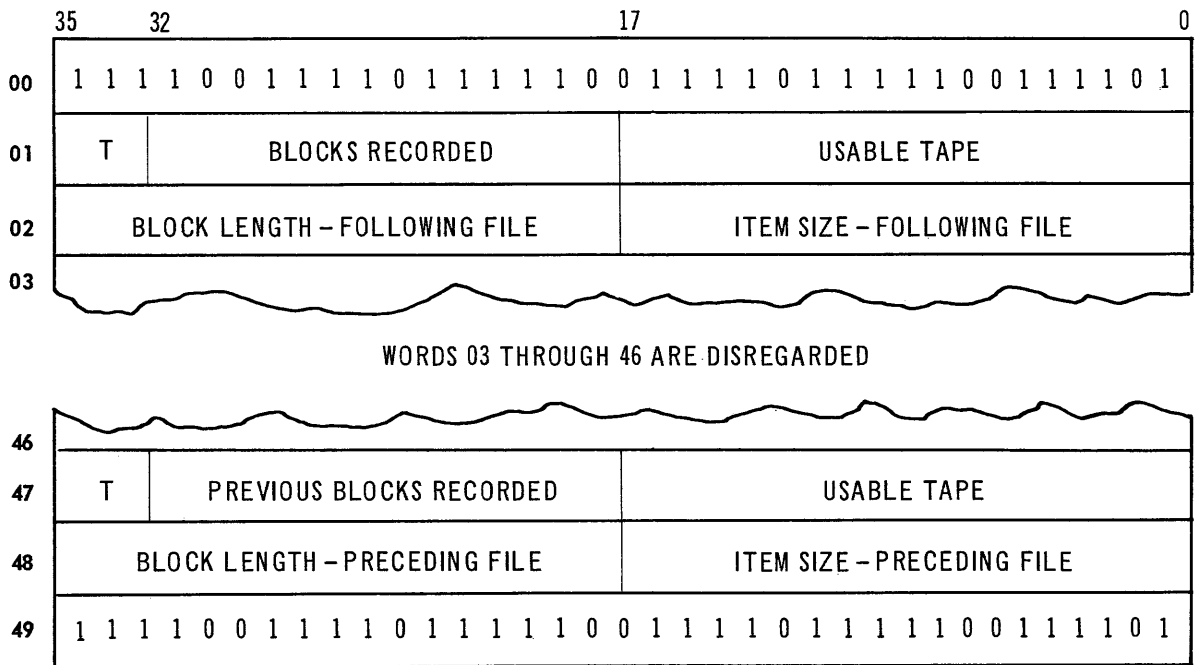 35 32 17 0
00 1 1 1 1 0 0 1 1 1 1 0 1 1 1 1 1 0 0 1 1 1 1 0 1 1 1 1 1 0 0 1 1 1 1 0 1
01 T BLOCKS RECORDED USABLE TAPE
02 BLOCK LENGTH – FOLLOWING FILE ITEM SIZE – FOLLOWING FILE
03
WORDS 03 THROUGH 46 ARE DISREGARDED
46
47 T PREVIOUS BLOCKS RECORDED USABLE TAPE
48 BLOCK LENGTH – PRECEDING FILE ITEM SIZE – PRECEDING FILE
49 1 1 1 1 0 0 1 1 1 1 0 1 1 1 1 1 0 0 1 1 1 1 0 1 1 1 1 1 0 0 1 1 1 1 0 1